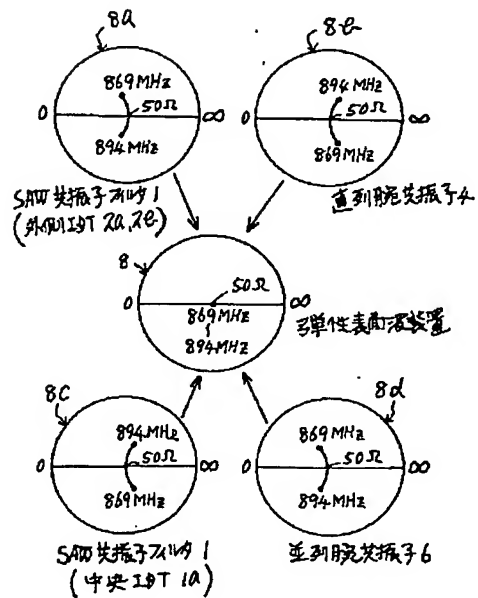 8a
869MHz
0 50Ω ∞
894MHz
SAW共振子フィルタ1
(外側IDT 2a,2b)
8b
894MHz
0 50Ω ∞
869MHz
直列腕共振子4
8
50Ω
0 ∞
869MHz
894MHz
弾性表面波装置
8c
894MHz
0 50Ω ∞
869MHz
SAW共振子フィルタ1
(中央IDT 1a)
8d
869MHz
0 50Ω ∞
894MHz
並列腕共振子6